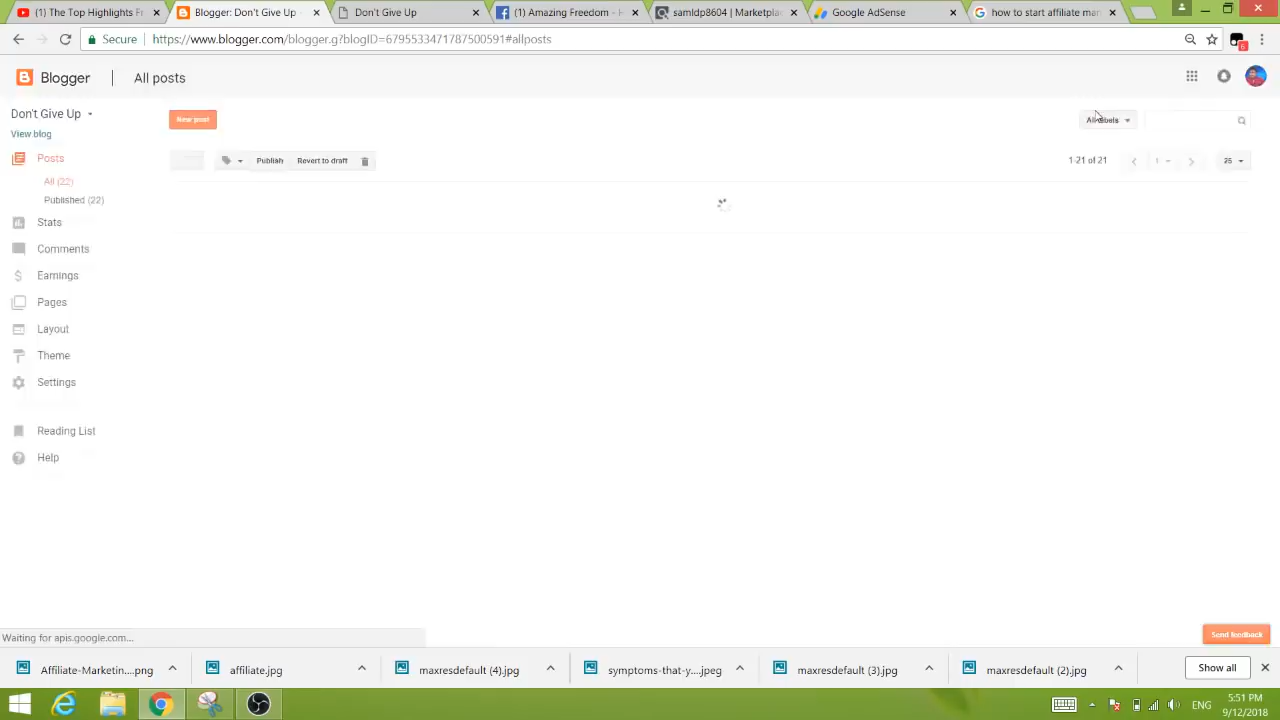 (1) The Top Highlights Fr
Blogger: Don't Give Up -
Don't Give Up
(1) Amazing Freedom - H
samldp8604 | Marketplac
Google AdSense
how to start affiliate mar
Secure
https://www.blogger.com/blogger.g?blogID=6795533471787500591#allposts
6
Blogger
All posts
Don't Give Up
View blog
New post
All labels
Posts
Publish
Revert to draft
1-21 of 21
1
25
All (22)
Published (22)
Stats
Comments
Earnings
Pages
Layout
Theme
Settings
Reading List
Help
Waiting for apis.google.com...
Send feedback
Affiliate-Marketin....png
affiliate.jpg
maxresdefault (4).jpg
symptoms-that-y....jpeg
maxresdefault (3).jpg
maxresdefault (2).jpg
Show all
ENG
5:51 PM
9/12/2018